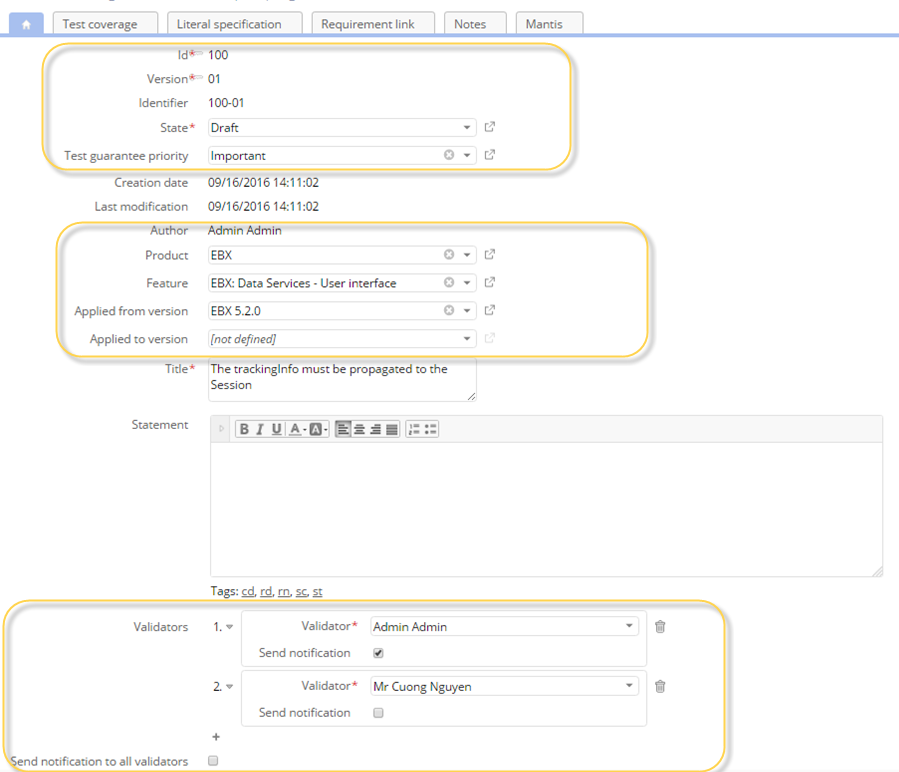 Test coverage Literal specification Requirement link Notes Mantis
Id* 100
Version* 01
Identifier 100-01
State* Draft
Test guarantee priority Important
Creation date 09/16/2016 14:11:02
Last modification 09/16/2016 14:11:02
Author Admin Admin
Product EBX
Feature EBX: Data Services - User interface
Applied from version EBX 5.2.0
Applied to version [not defined]
Title* The trackingInfo must be propagated to the
Session
Statement
B I U A A
Tags: cd, rd, rn, sc, st
Validators 1. Validator* Admin Admin
Send notification
2. Validator* Mr Cuong Nguyen
Send notification
+
Send notification to all validators